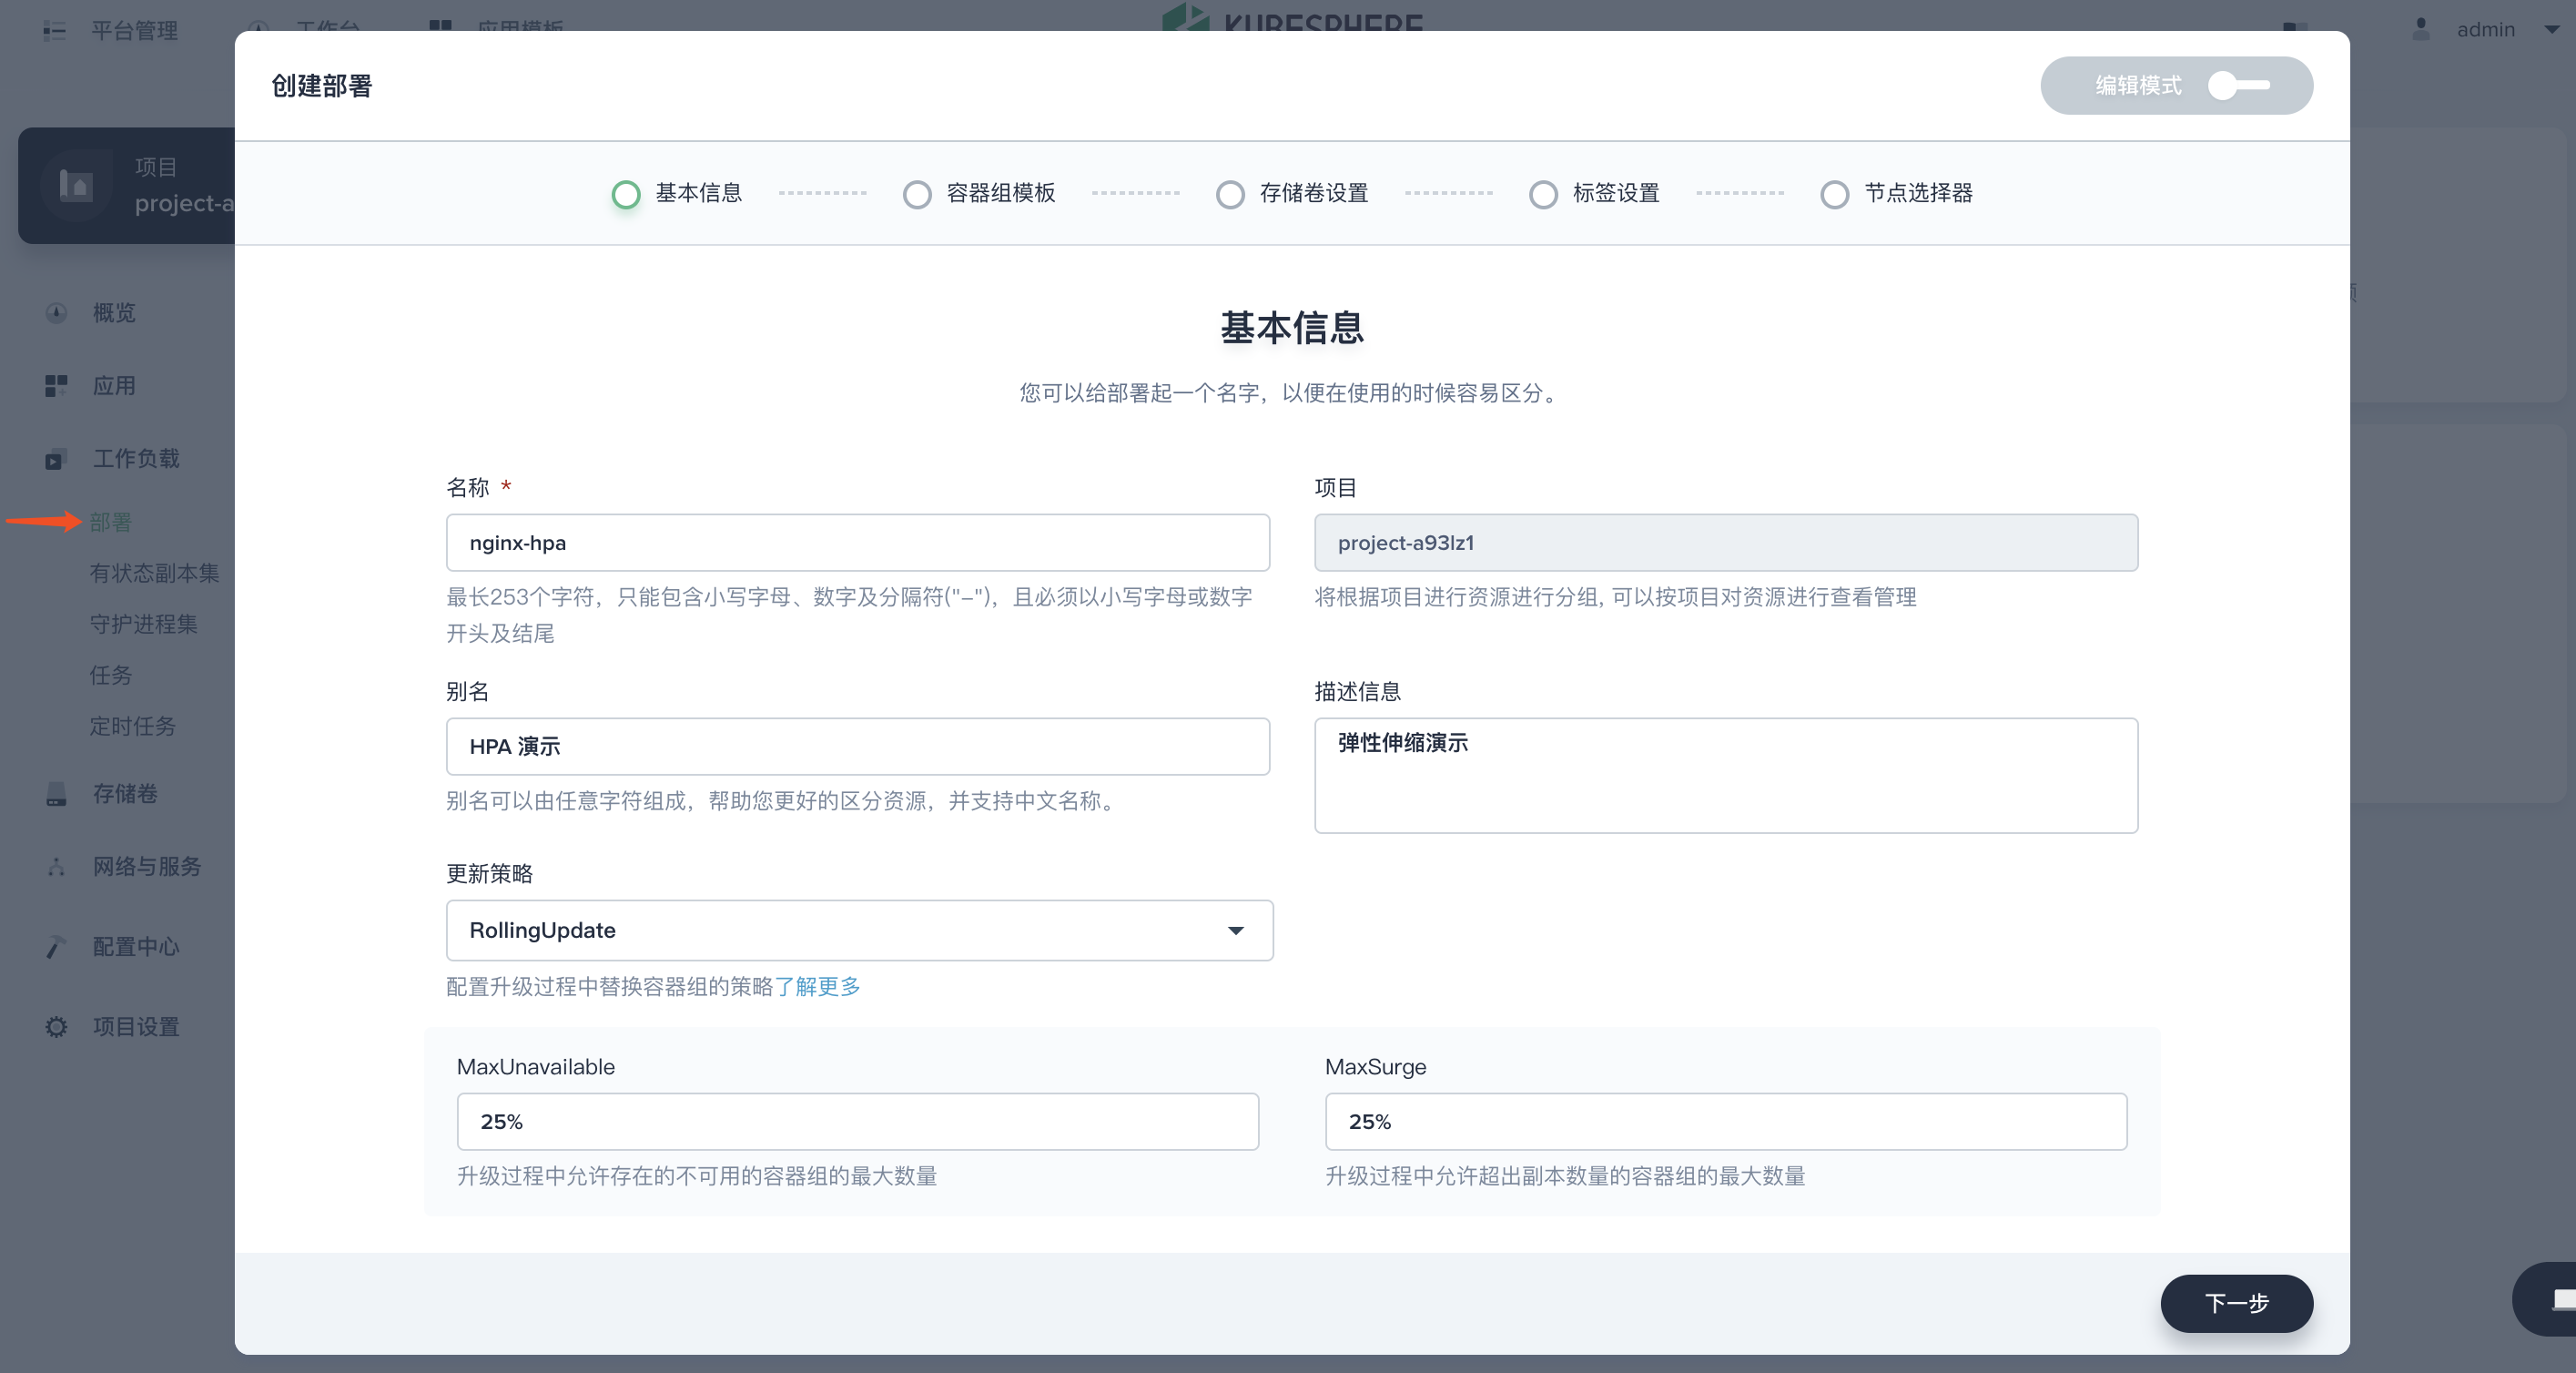 平台管理
工作台
应用模板
KUBESPHERE
admin
创建部署
编辑模式
项目
project-a
基本信息
容器组模板
存储卷设置
标签设置
节点选择器
概览
应用
工作负载
部署
有状态副本集
守护进程集
任务
定时任务
存储卷
网络与服务
配置中心
项目设置
基本信息
您可以给部署起一个名字，以便在使用的时候容易区分。
名称 *
nginx-hpa
最长253个字符，只能包含小写字母、数字及分隔符("-")，且必须以小写字母或数字
开头及结尾
项目
project-a93lz1
将根据项目进行资源进行分组, 可以按项目对资源进行查看管理
别名
HPA 演示
别名可以由任意字符组成，帮助您更好的区分资源，并支持中文名称。
描述信息
弹性伸缩演示
更新策略
RollingUpdate
配置升级过程中替换容器组的策略了解更多
MaxUnavailable
25%
升级过程中允许存在的不可用的容器组的最大数量
MaxSurge
25%
升级过程中允许超出副本数量的容器组的最大数量
下一步